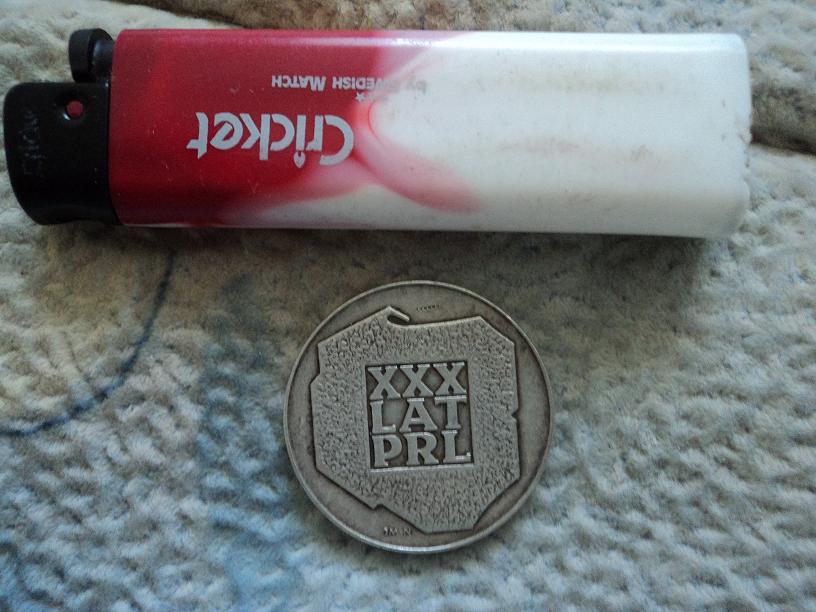 Cricket
by SWEDISH MATCH
XXX
LAT
PRL